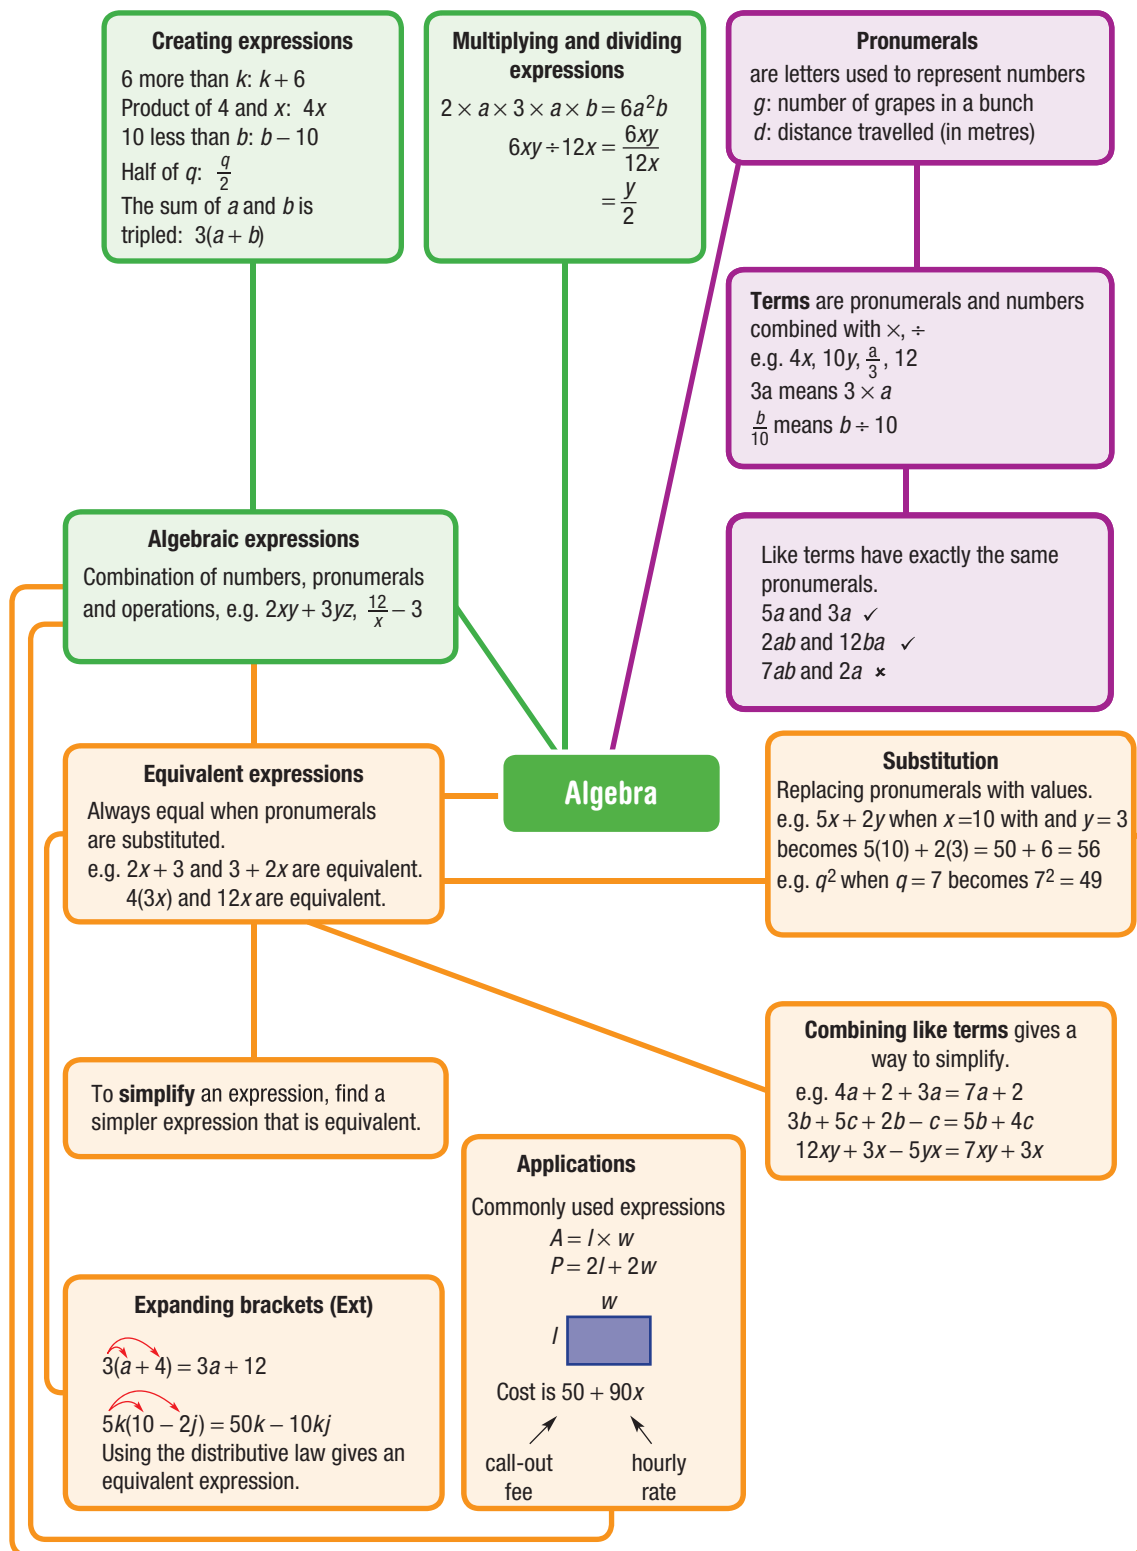 Creating expressions
6 more than k: k + 6
Product of 4 and x: 4x
10 less than b: b − 10
Half of q: q/2
The sum of a and b is
tripled: 3(a + b)
Multiplying and dividing
expressions
2 × a × 3 × a × b = 6a²b
6xy ÷ 12x = 6xy/12x
= y/2
Pronumerals
are letters used to represent numbers
g: number of grapes in a bunch
d: distance travelled (in metres)
Terms are pronumerals and numbers
combined with ×, ÷
e.g. 4x, 10y, a/3, 12
3a means 3 × a
b/10 means b ÷ 10
Like terms have exactly the same
pronumerals.
5a and 3a ✓
2ab and 12ba ✓
7ab and 2a ×
Algebraic expressions
Combination of numbers, pronumerals
and operations, e.g. 2xy + 3yz, 12/x − 3
Algebra
Equivalent expressions
Always equal when pronumerals
are substituted.
e.g. 2x + 3 and 3 + 2x are equivalent.
4(3x) and 12x are equivalent.
Substitution
Replacing pronumerals with values.
e.g. 5x + 2y when x =10 with and y = 3
becomes 5(10) + 2(3) = 50 + 6 = 56
e.g. q² when q = 7 becomes 7² = 49
Combining like terms gives a
way to simplify.
e.g. 4a + 2 + 3a = 7a + 2
3b + 5c + 2b − c = 5b + 4c
12xy + 3x − 5yx = 7xy + 3x
To simplify an expression, find a
simpler expression that is equivalent.
Applications
Commonly used expressions
A = l × w
P = 2l + 2w
w
l
Cost is 50 + 90x
call-out
fee
hourly
rate
Expanding brackets (Ext)
3(a + 4) = 3a + 12
5k(10 − 2j) = 50k − 10kj
Using the distributive law gives an
equivalent expression.